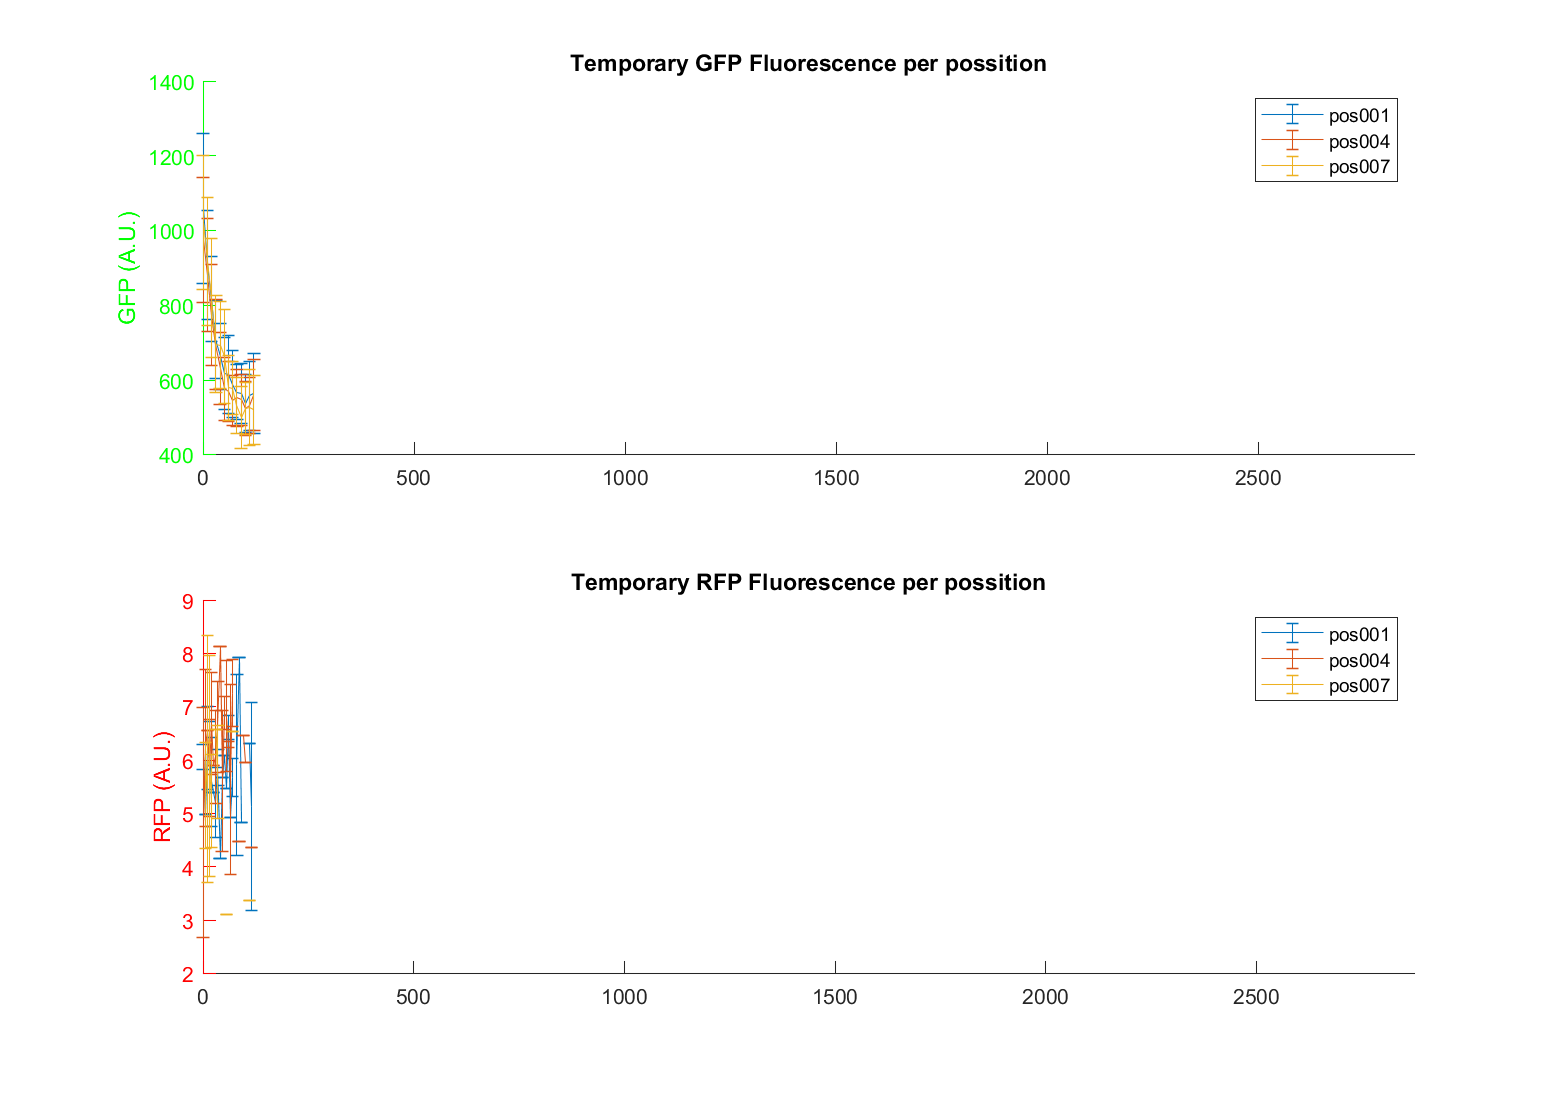 Temporary GFP Fluorescence per possition
1400
1200
1000
800
600
400
GFP (A.U.)
0 500 1000 1500 2000 2500
pos001
pos004
pos007
Temporary RFP Fluorescence per possition
9
8
7
6
5
4
3
2
RFP (A.U.)
0 500 1000 1500 2000 2500
pos001
pos004
pos007